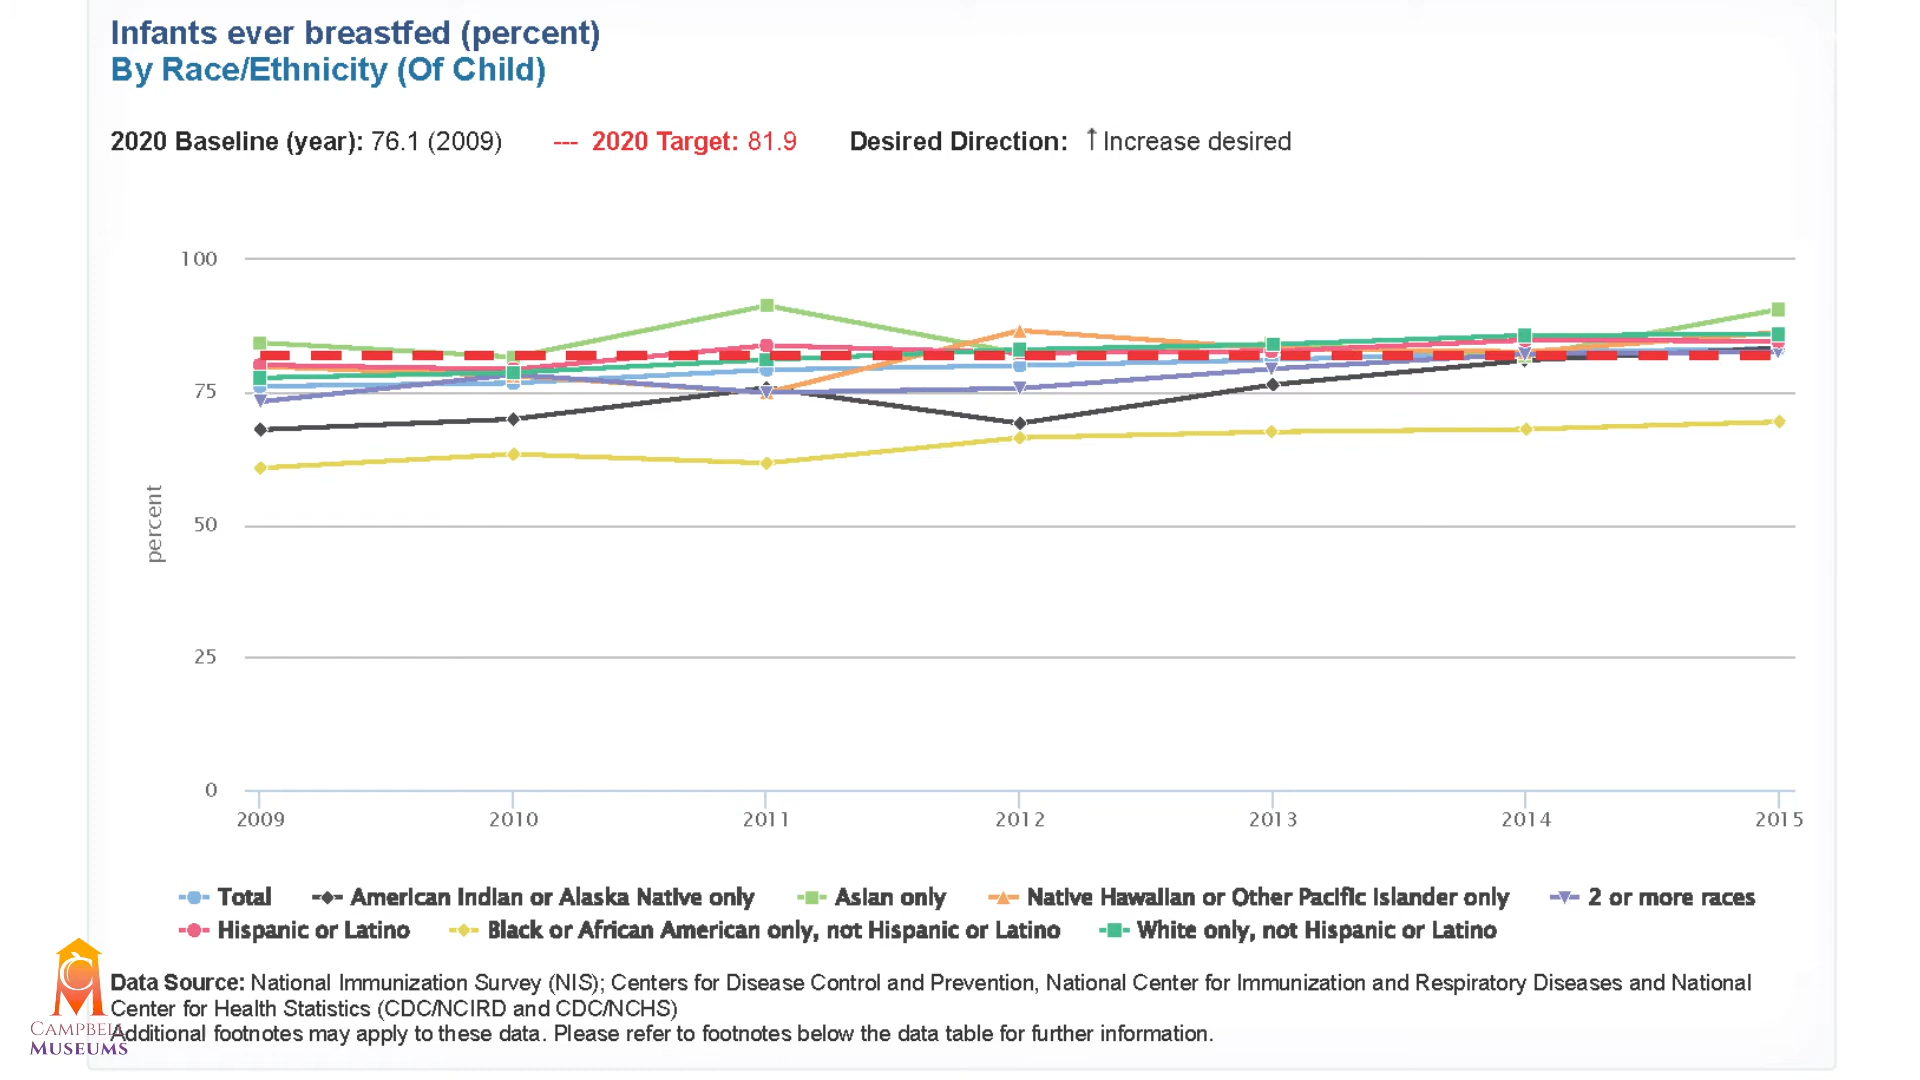 Infants ever breastfed (percent)
By Race/Ethnicity (Of Child)
2020 Baseline (year): 76.1 (2009) --- 2020 Target: 81.9 Desired Direction: ↑ Increase desired
100
75
50
25
0
percent
2009 2010 2011 2012 2013 2014 2015
Total American Indian or Alaska Native only Asian only Native Hawaiian or Other Pacific Islander only 2 or more races
Hispanic or Latino Black or African American only, not Hispanic or Latino White only, not Hispanic or Latino
Data Source: National Immunization Survey (NIS); Centers for Disease Control and Prevention, National Center for Immunization and Respiratory Diseases and National
Center for Health Statistics (CDC/NCIRD and CDC/NCHS)
Additional footnotes may apply to these data. Please refer to footnotes below the data table for further information.
CAMPBELL
MUSEUMS